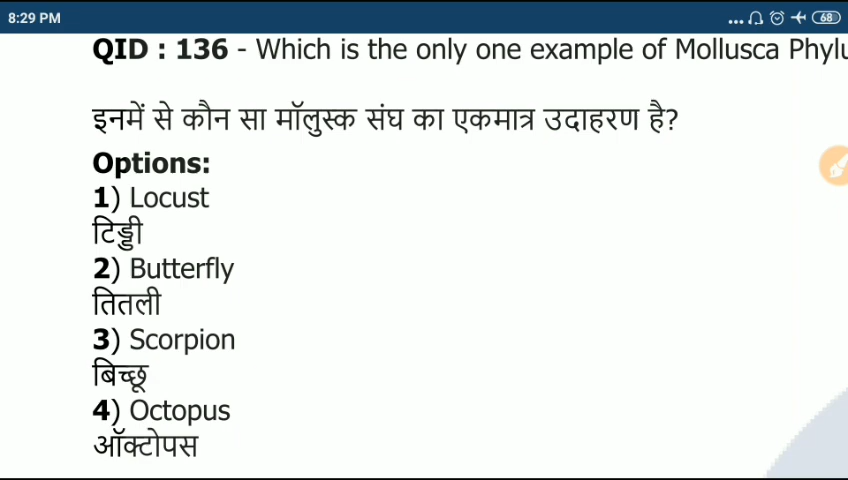 8:29 PM
68
QID : 136 - Which is the only one example of Mollusca
इनमें से कौन सा मॉलुस्क संघ का एकमात्र उदाहरण है?
Options:
1) Locust
टिड्डी
2) Butterfly
तितली
3) Scorpion
बिच्छू
4) Octopus
ऑक्टोपस